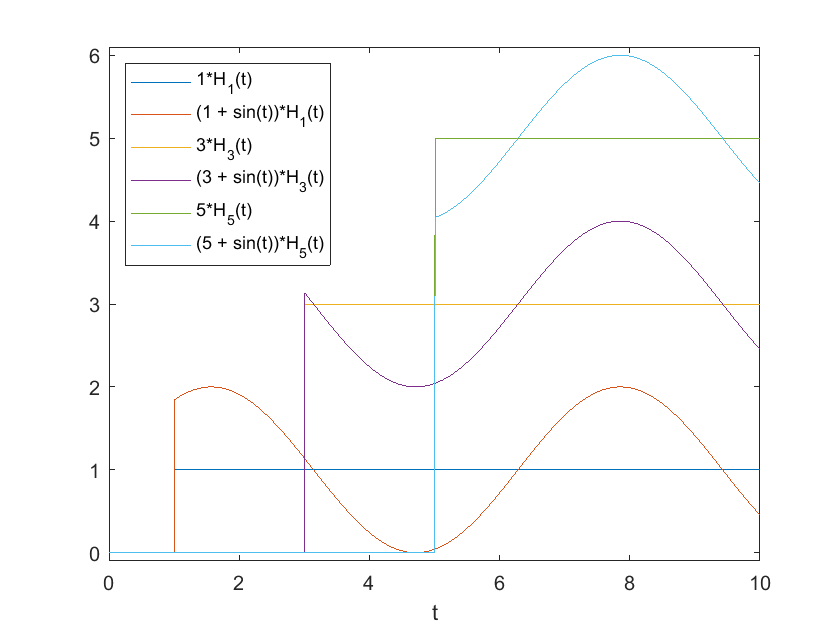 6
5
4
3
2
1
0
1*H₁(t)
(1 + sin(t))*H₁(t)
3*H₃(t)
(3 + sin(t))*H₃(t)
5*H₅(t)
(5 + sin(t))*H₅(t)
0 2 4 6 8 10
t